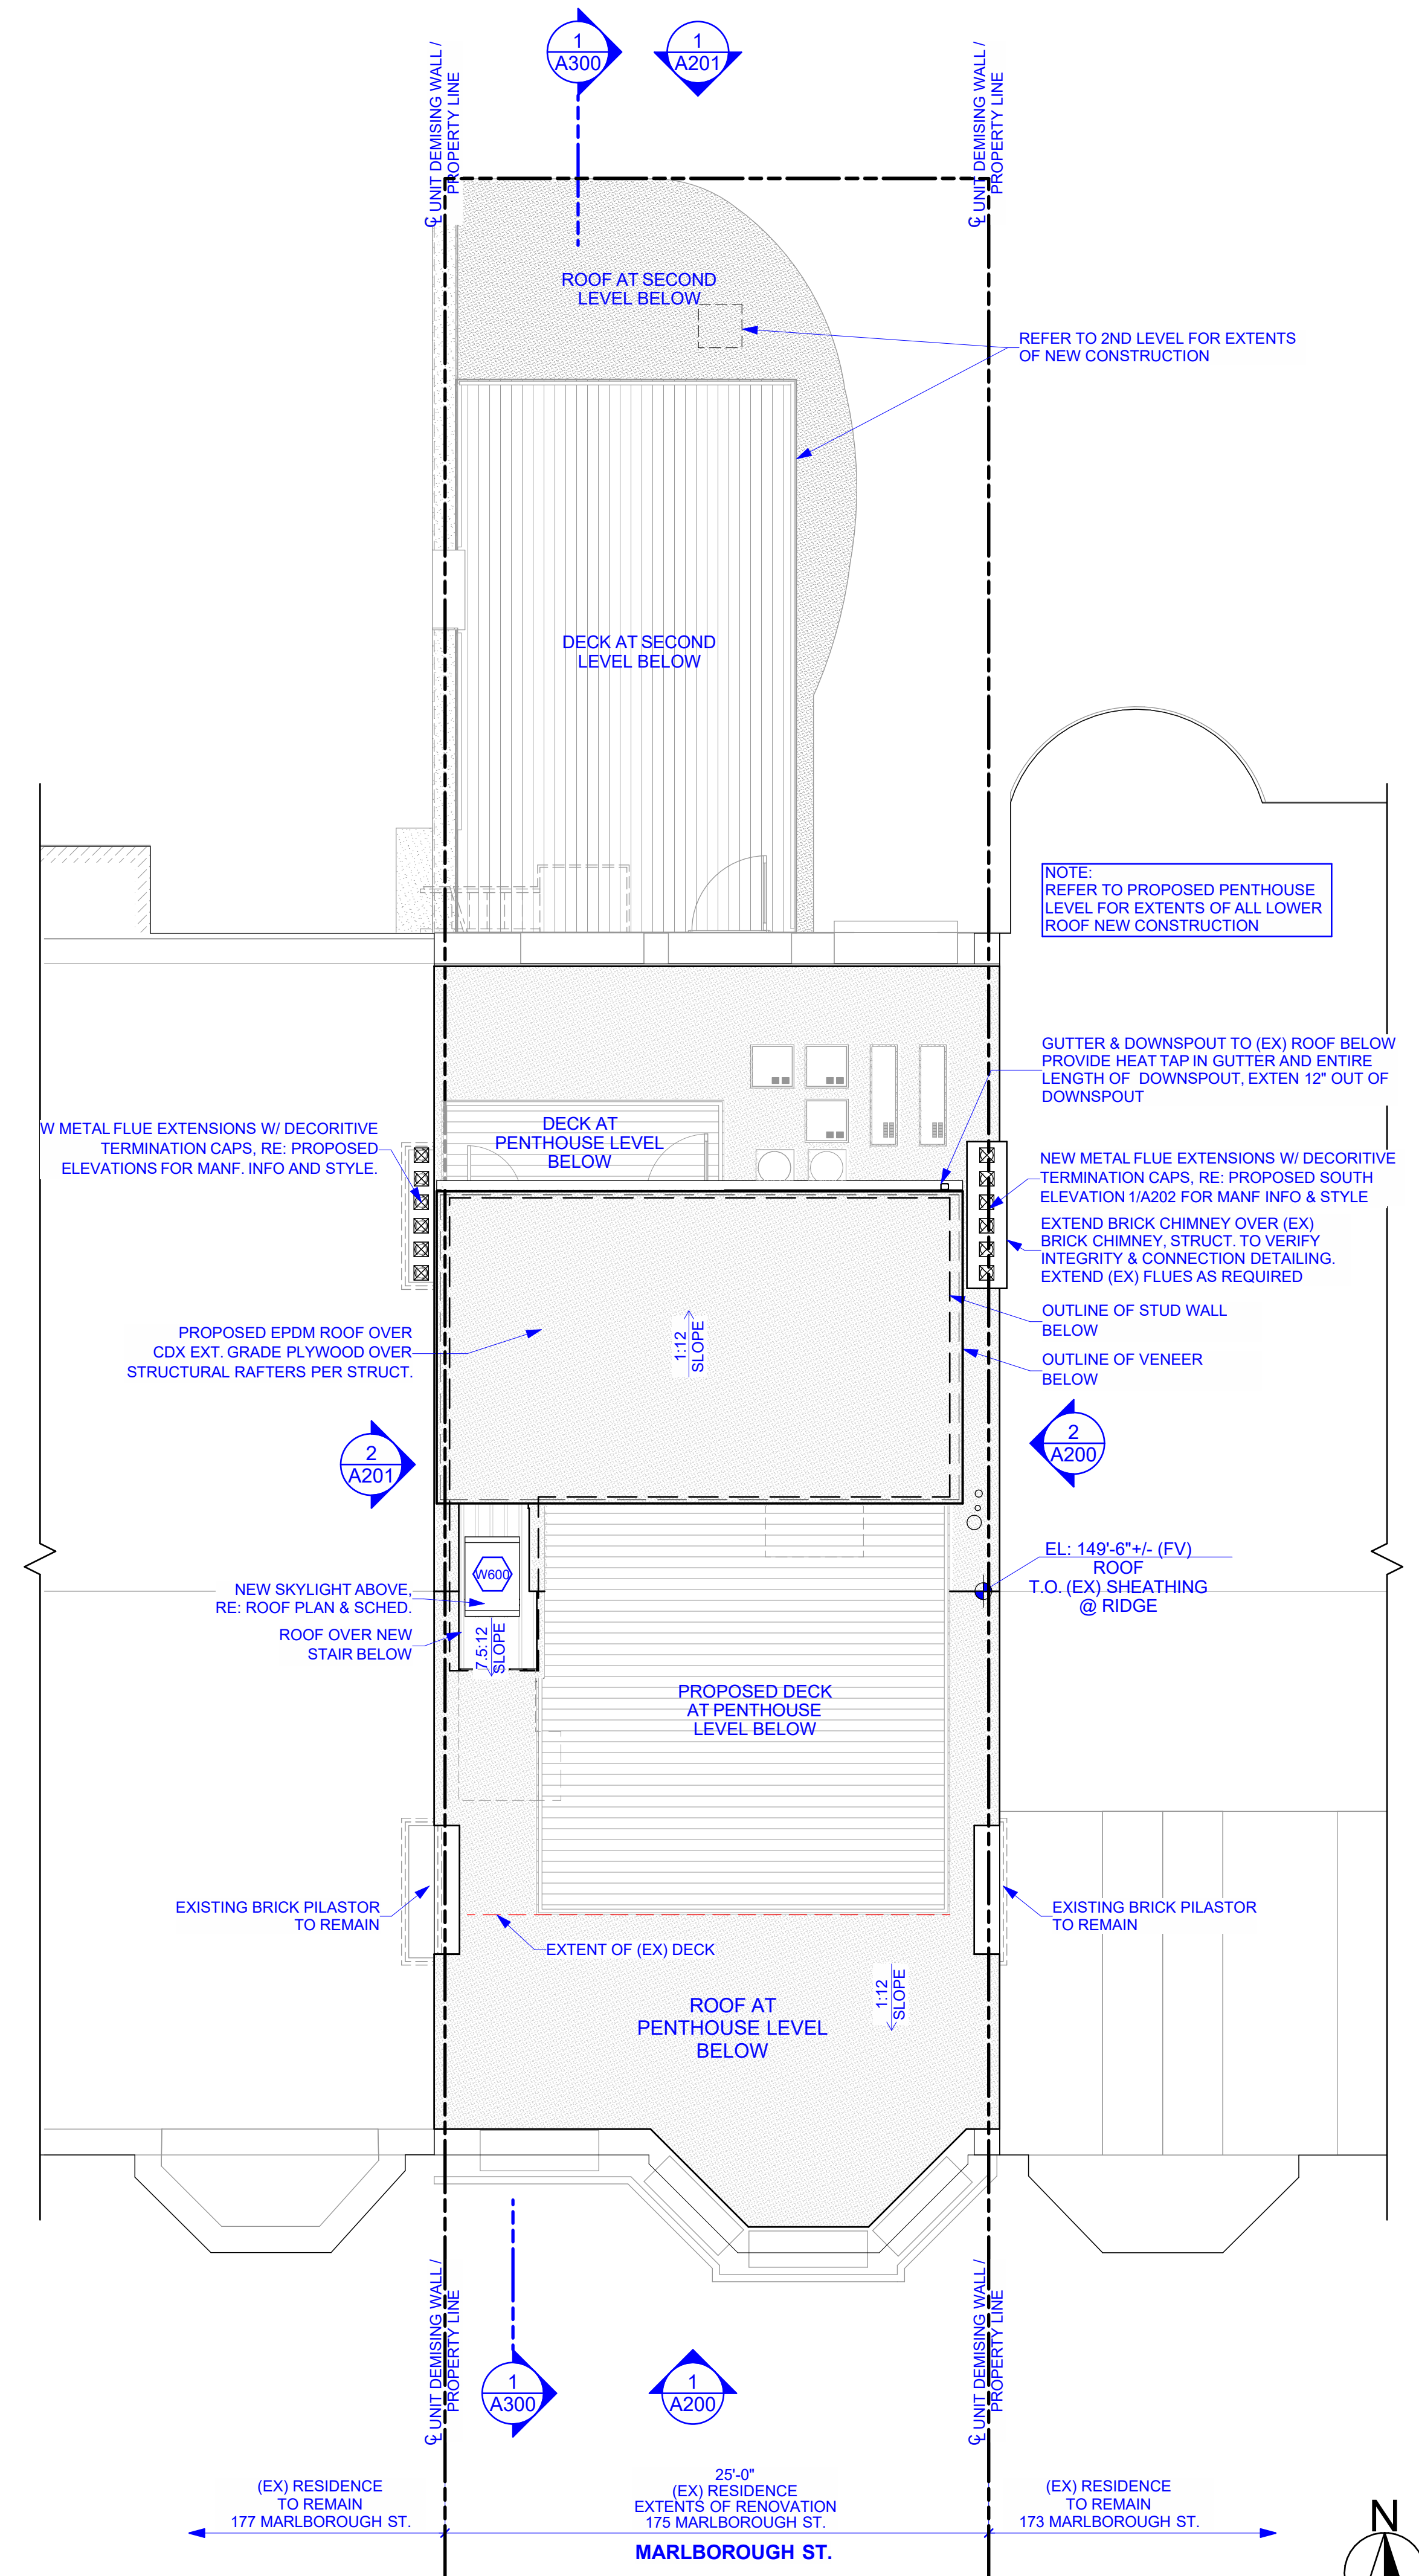 1
A300
1
A201
℄ UNIT DEMISING WALL /
PROPERTY LINE
℄ UNIT DEMISING WALL /
PROPERTY LINE
ROOF AT SECOND
LEVEL BELOW
REFER TO 2ND LEVEL FOR EXTENTS
OF NEW CONSTRUCTION
DECK AT SECOND
LEVEL BELOW
NOTE:
REFER TO PROPOSED PENTHOUSE
LEVEL FOR EXTENTS OF ALL LOWER
ROOF NEW CONSTRUCTION
GUTTER & DOWNSPOUT TO (EX) ROOF BELOW
PROVIDE HEAT TAP IN GUTTER AND ENTIRE
LENGTH OF DOWNSPOUT, EXTEN 12" OUT OF
DOWNSPOUT
W METAL FLUE EXTENSIONS W/ DECORITIVE
TERMINATION CAPS, RE: PROPOSED
ELEVATIONS FOR MANF. INFO AND STYLE.
DECK AT
PENTHOUSE LEVEL
BELOW
NEW METAL FLUE EXTENSIONS W/ DECORITIVE
TERMINATION CAPS, RE: PROPOSED SOUTH
ELEVATION 1/A202 FOR MANF INFO & STYLE
EXTEND BRICK CHIMNEY OVER (EX)
BRICK CHIMNEY, STRUCT. TO VERIFY
INTEGRITY & CONNECTION DETAILING.
EXTEND (EX) FLUES AS REQUIRED
OUTLINE OF STUD WALL
BELOW
PROPOSED EPDM ROOF OVER
CDX EXT. GRADE PLYWOOD OVER
STRUCTURAL RAFTERS PER STRUCT.
1:12
SLOPE
OUTLINE OF VENEER
BELOW
2
A201
2
A200
EL: 149'-6"+/- (FV)
ROOF
T.O. (EX) SHEATHING
@ RIDGE
W600
NEW SKYLIGHT ABOVE,
RE: ROOF PLAN & SCHED.
ROOF OVER NEW
STAIR BELOW
7.5:12
SLOPE
PROPOSED DECK
AT PENTHOUSE
LEVEL BELOW
EXISTING BRICK PILASTOR
TO REMAIN
EXISTING BRICK PILASTOR
TO REMAIN
EXTENT OF (EX) DECK
1:12
SLOPE
ROOF AT
PENTHOUSE LEVEL
BELOW
℄ UNIT DEMISING WALL /
PROPERTY LINE
℄ UNIT DEMISING WALL /
PROPERTY LINE
1
A300
1
A200
(EX) RESIDENCE
TO REMAIN
177 MARLBOROUGH ST.
25'-0"
(EX) RESIDENCE
EXTENTS OF RENOVATION
175 MARLBOROUGH ST.
(EX) RESIDENCE
TO REMAIN
173 MARLBOROUGH ST.
MARLBOROUGH ST.
N